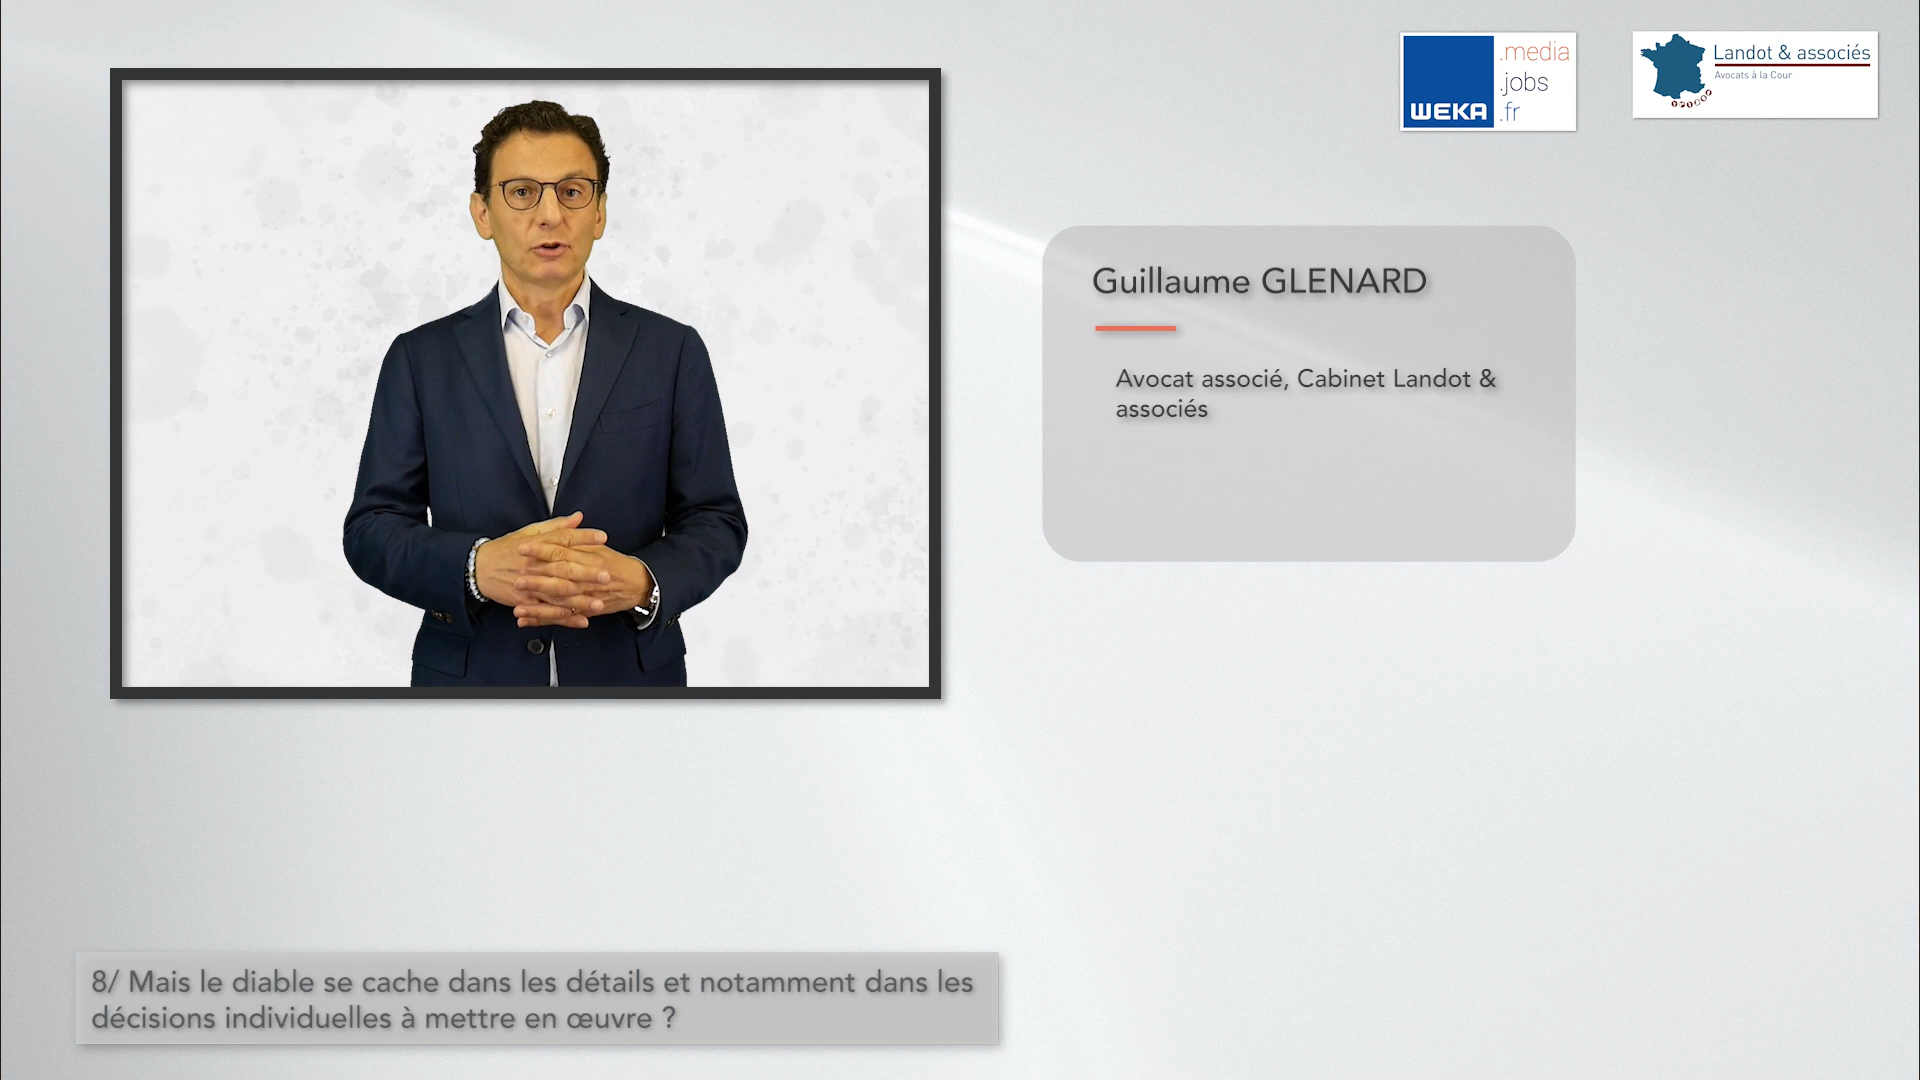 WEKA
.media
.jobs
.fr
Landot & associés
Avocats à la Cour
Guillaume GLENARD
Avocat associé, Cabinet Landot &
associés
8/ Mais le diable se cache dans les détails et notamment dans les
décisions individuelles à mettre en œuvre ?